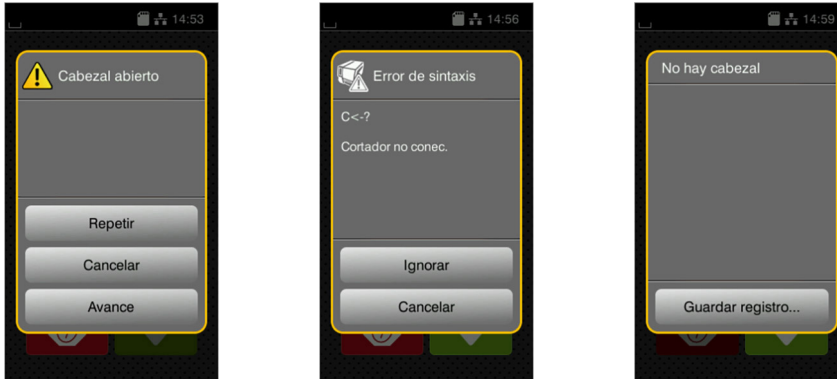 14:53
Cabezal abierto
Repetir
Cancelar
Avance
14:56
Error de sintaxis
C<-?
Cortador no conec.
Ignorar
Cancelar
14:59
No hay cabezal
Guardar registro...